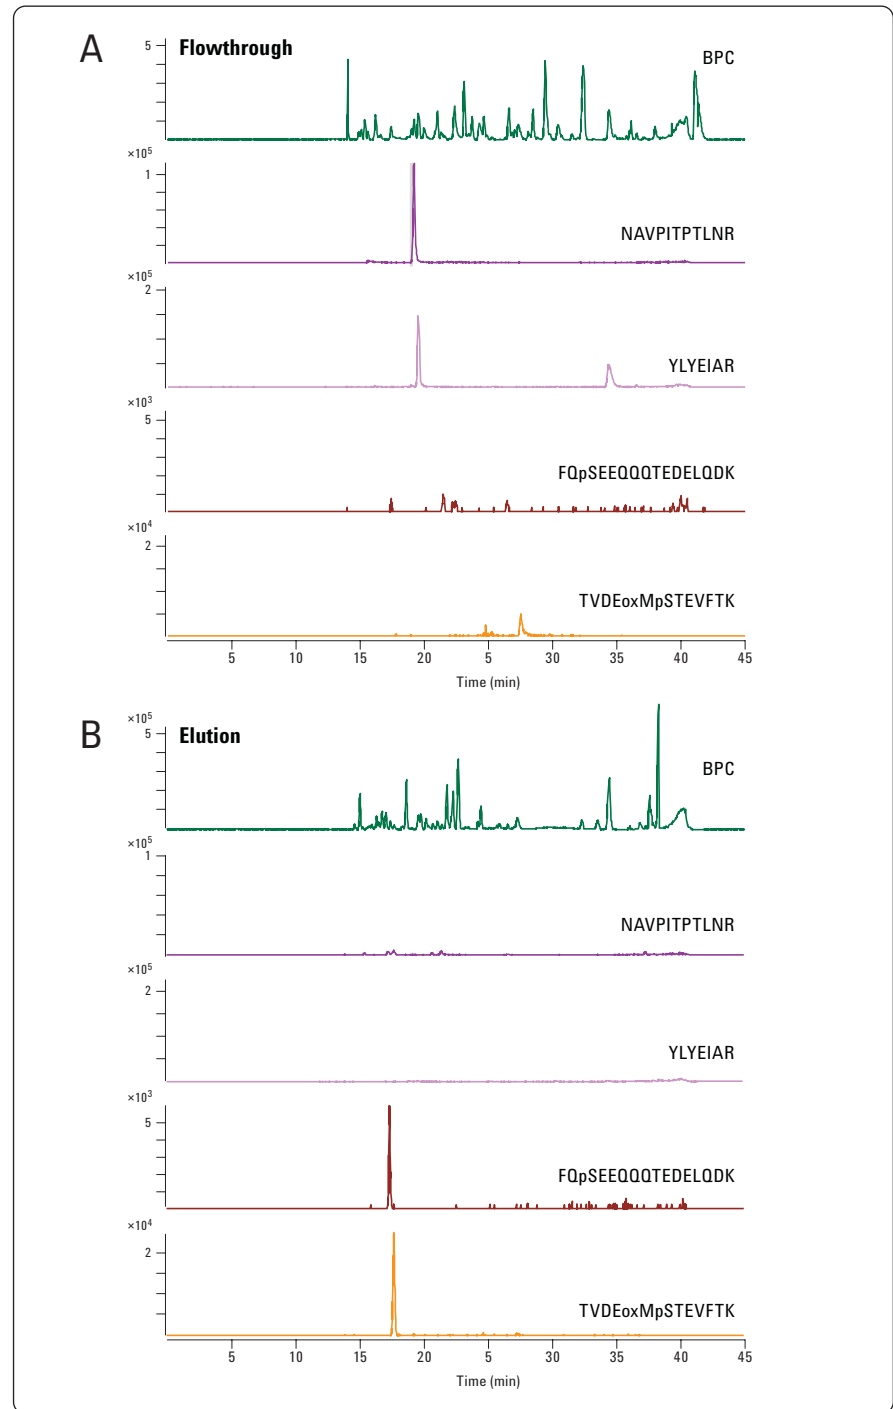 A
Flowthrough
5
BPC
×10⁵
1
NAVPITPTLNR
×10⁵
2
YLYEIAR
×10³
5
FQpSEEQQQTEDELQDK
×10⁴
2
TVDEoxMpSTEVFTK
5 10 15 20 5 30 35 40 45
Time (min)
B
×10⁵
Elution
5
BPC
×10⁵
1
NAVPITPTLNR
×10⁵
2
YLYEIAR
×10³
5
FQpSEEQQQTEDELQDK
×10⁴
2
TVDEoxMpSTEVFTK
5 10 15 20 5 30 35 40 45
Time (min)